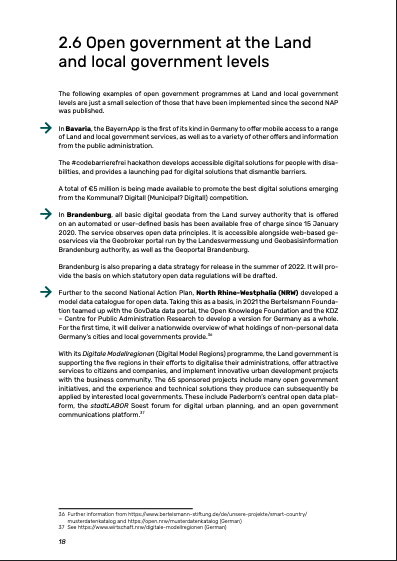 2.6 Open government at the Land
and local government levels
The following examples of open government programmes at Land and local government
levels are just a small selection of those that have been implemented since the second NAP
was published.
In Bavaria, the BayernApp is the first of its kind in Germany to offer mobile access to a range
of Land and local government services, as well as to a variety of other offers and information
from the public administration.
The #codebarrierefrei hackathon develops accessible digital solutions for people with disa-
bilities, and provides a launching pad for digital solutions that dismantle barriers.
A total of €5 million is being made available to promote the best digital solutions emerging
from the Kommunal? Digital! (Municipal? Digital!) competition.
In Brandenburg, all basic digital geodata from the Land survey authority that is offered
on an automated or user-defined basis has been available free of charge since 15 January
2020. The service observes open data principles. It is accessible alongside web-based ge-
oservices via the Geobroker portal run by the Landesvermessung und Geobasisinformation
Brandenburg authority, as well as the Geoportal Brandenburg.
Brandenburg is also preparing a data strategy for release in the summer of 2022. It will pro-
vide the basis on which statutory open data regulations will be drafted.
Further to the second National Action Plan, North Rhine-Westphalia (NRW) developed a
model data catalogue for open data. Taking this as a basis, in 2021 the Bertelsmann Founda-
tion teamed up with the GovData data portal, the Open Knowledge Foundation and the KDZ
– Centre for Public Administration Research to develop a version for Germany as a whole.
For the first time, it will deliver a nationwide overview of what holdings of non-personal data
Germany's cities and local governments provide.36
With its Digitale Modellregionen (Digital Model Regions) programme, the Land government is
supporting the five regions in their efforts to digitalise their administrations, offer attractive
services to citizens and companies, and implement innovative urban development projects
with the business community. The 65 sponsored projects include many open government
initiatives, and the experience and technical solutions they produce can subsequently be
applied by interested local governments. These include Paderborn's central open data plat-
form, the stadtLABOR Soest forum for digital urban planning, and an open government
communications platform.37
36 Further information from https://www.bertelsmann-stiftung.de/de/unsere-projekte/smart-country/
musterdatenkatalog and https://open.nrw/musterdatenkatalog (German)
37 See https://www.wirtschaft.nrw/digitale-modellregionen (German)
18